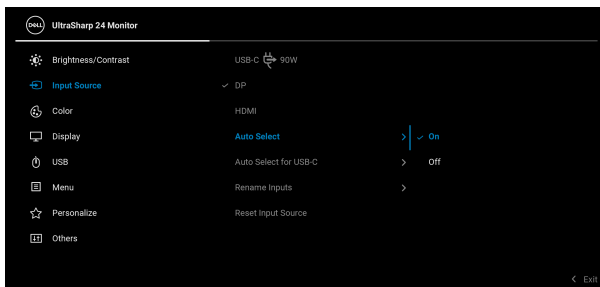 DELL UltraSharp 24 Monitor
Brightness/Contrast USB-C 90W
Input Source DP
Color HDMI
Display Auto Select On
USB Auto Select for USB-C Off
Menu Rename Inputs
Personalize Reset Input Source
Others
Exit